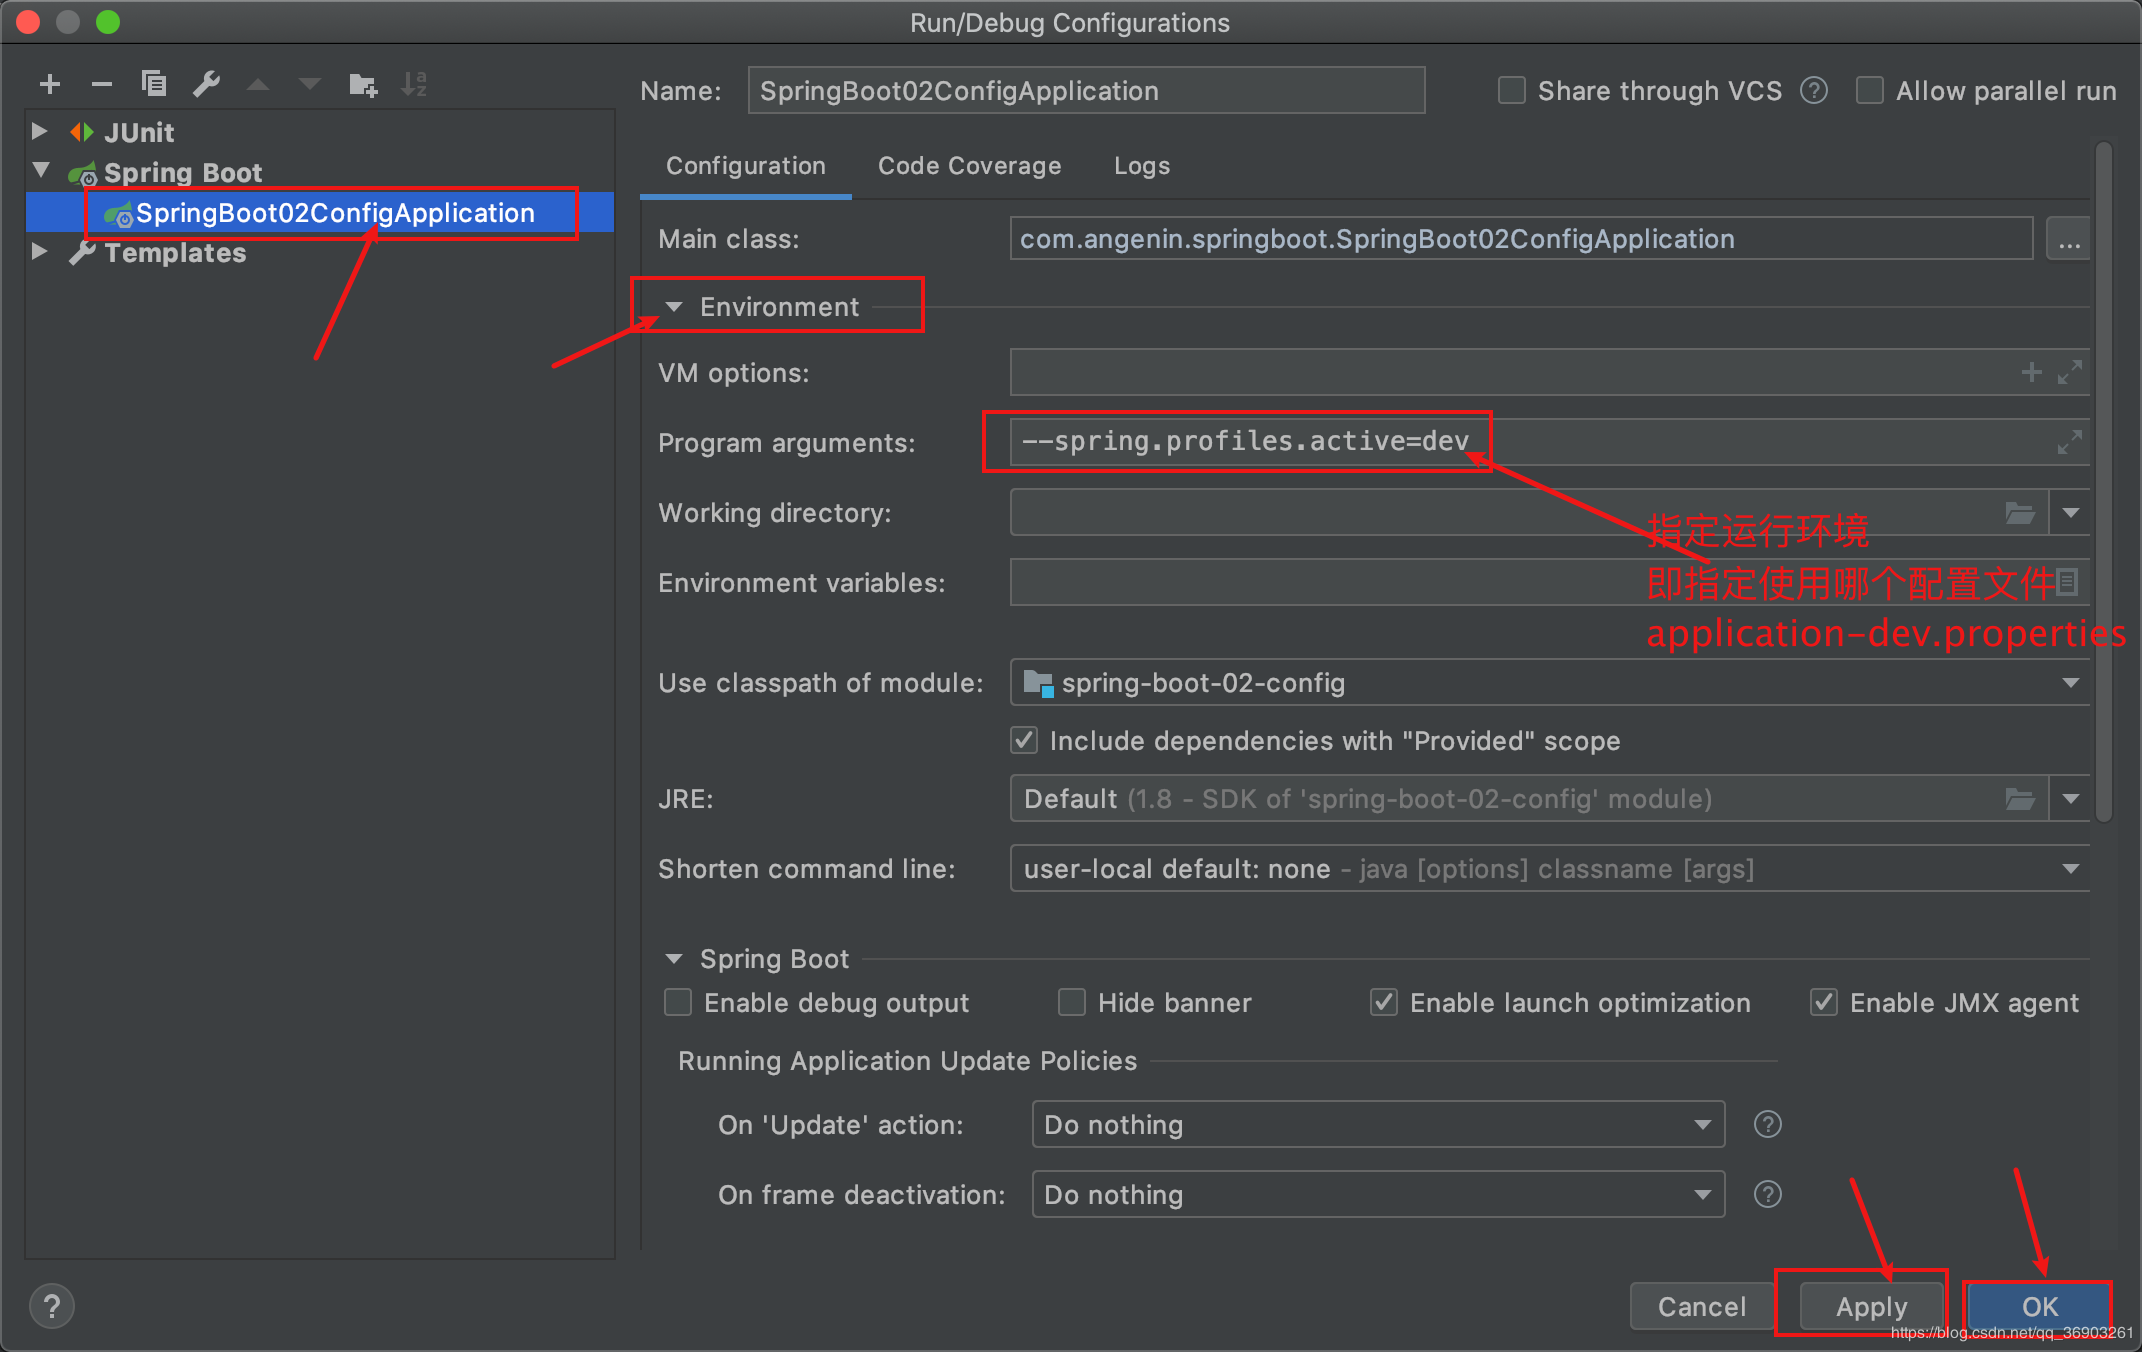 Run/Debug Configurations
Name: SpringBoot02ConfigApplication Share through VCS ? Allow parallel run
JUnit
Spring Boot
SpringBoot02ConfigApplication
Templates
Configuration Code Coverage Logs
Main class: com.angenin.springboot.SpringBoot02ConfigApplication ...
Environment
VM options:
Program arguments: --spring.profiles.active=dev
Working directory:
指定运行环境
Environment variables:
即指定使用哪个配置文件
application-dev.properties
Use classpath of module: spring-boot-02-config
Include dependencies with "Provided" scope
JRE: Default (1.8 - SDK of 'spring-boot-02-config' module)
Shorten command line: user-local default: none - java [options] classname [args]
Spring Boot
Enable debug output Hide banner Enable launch optimization Enable JMX agent
Running Application Update Policies
On 'Update' action: Do nothing ?
On frame deactivation: Do nothing ?
? Cancel Apply OK
https://blog.csdn.net/qq_36903261